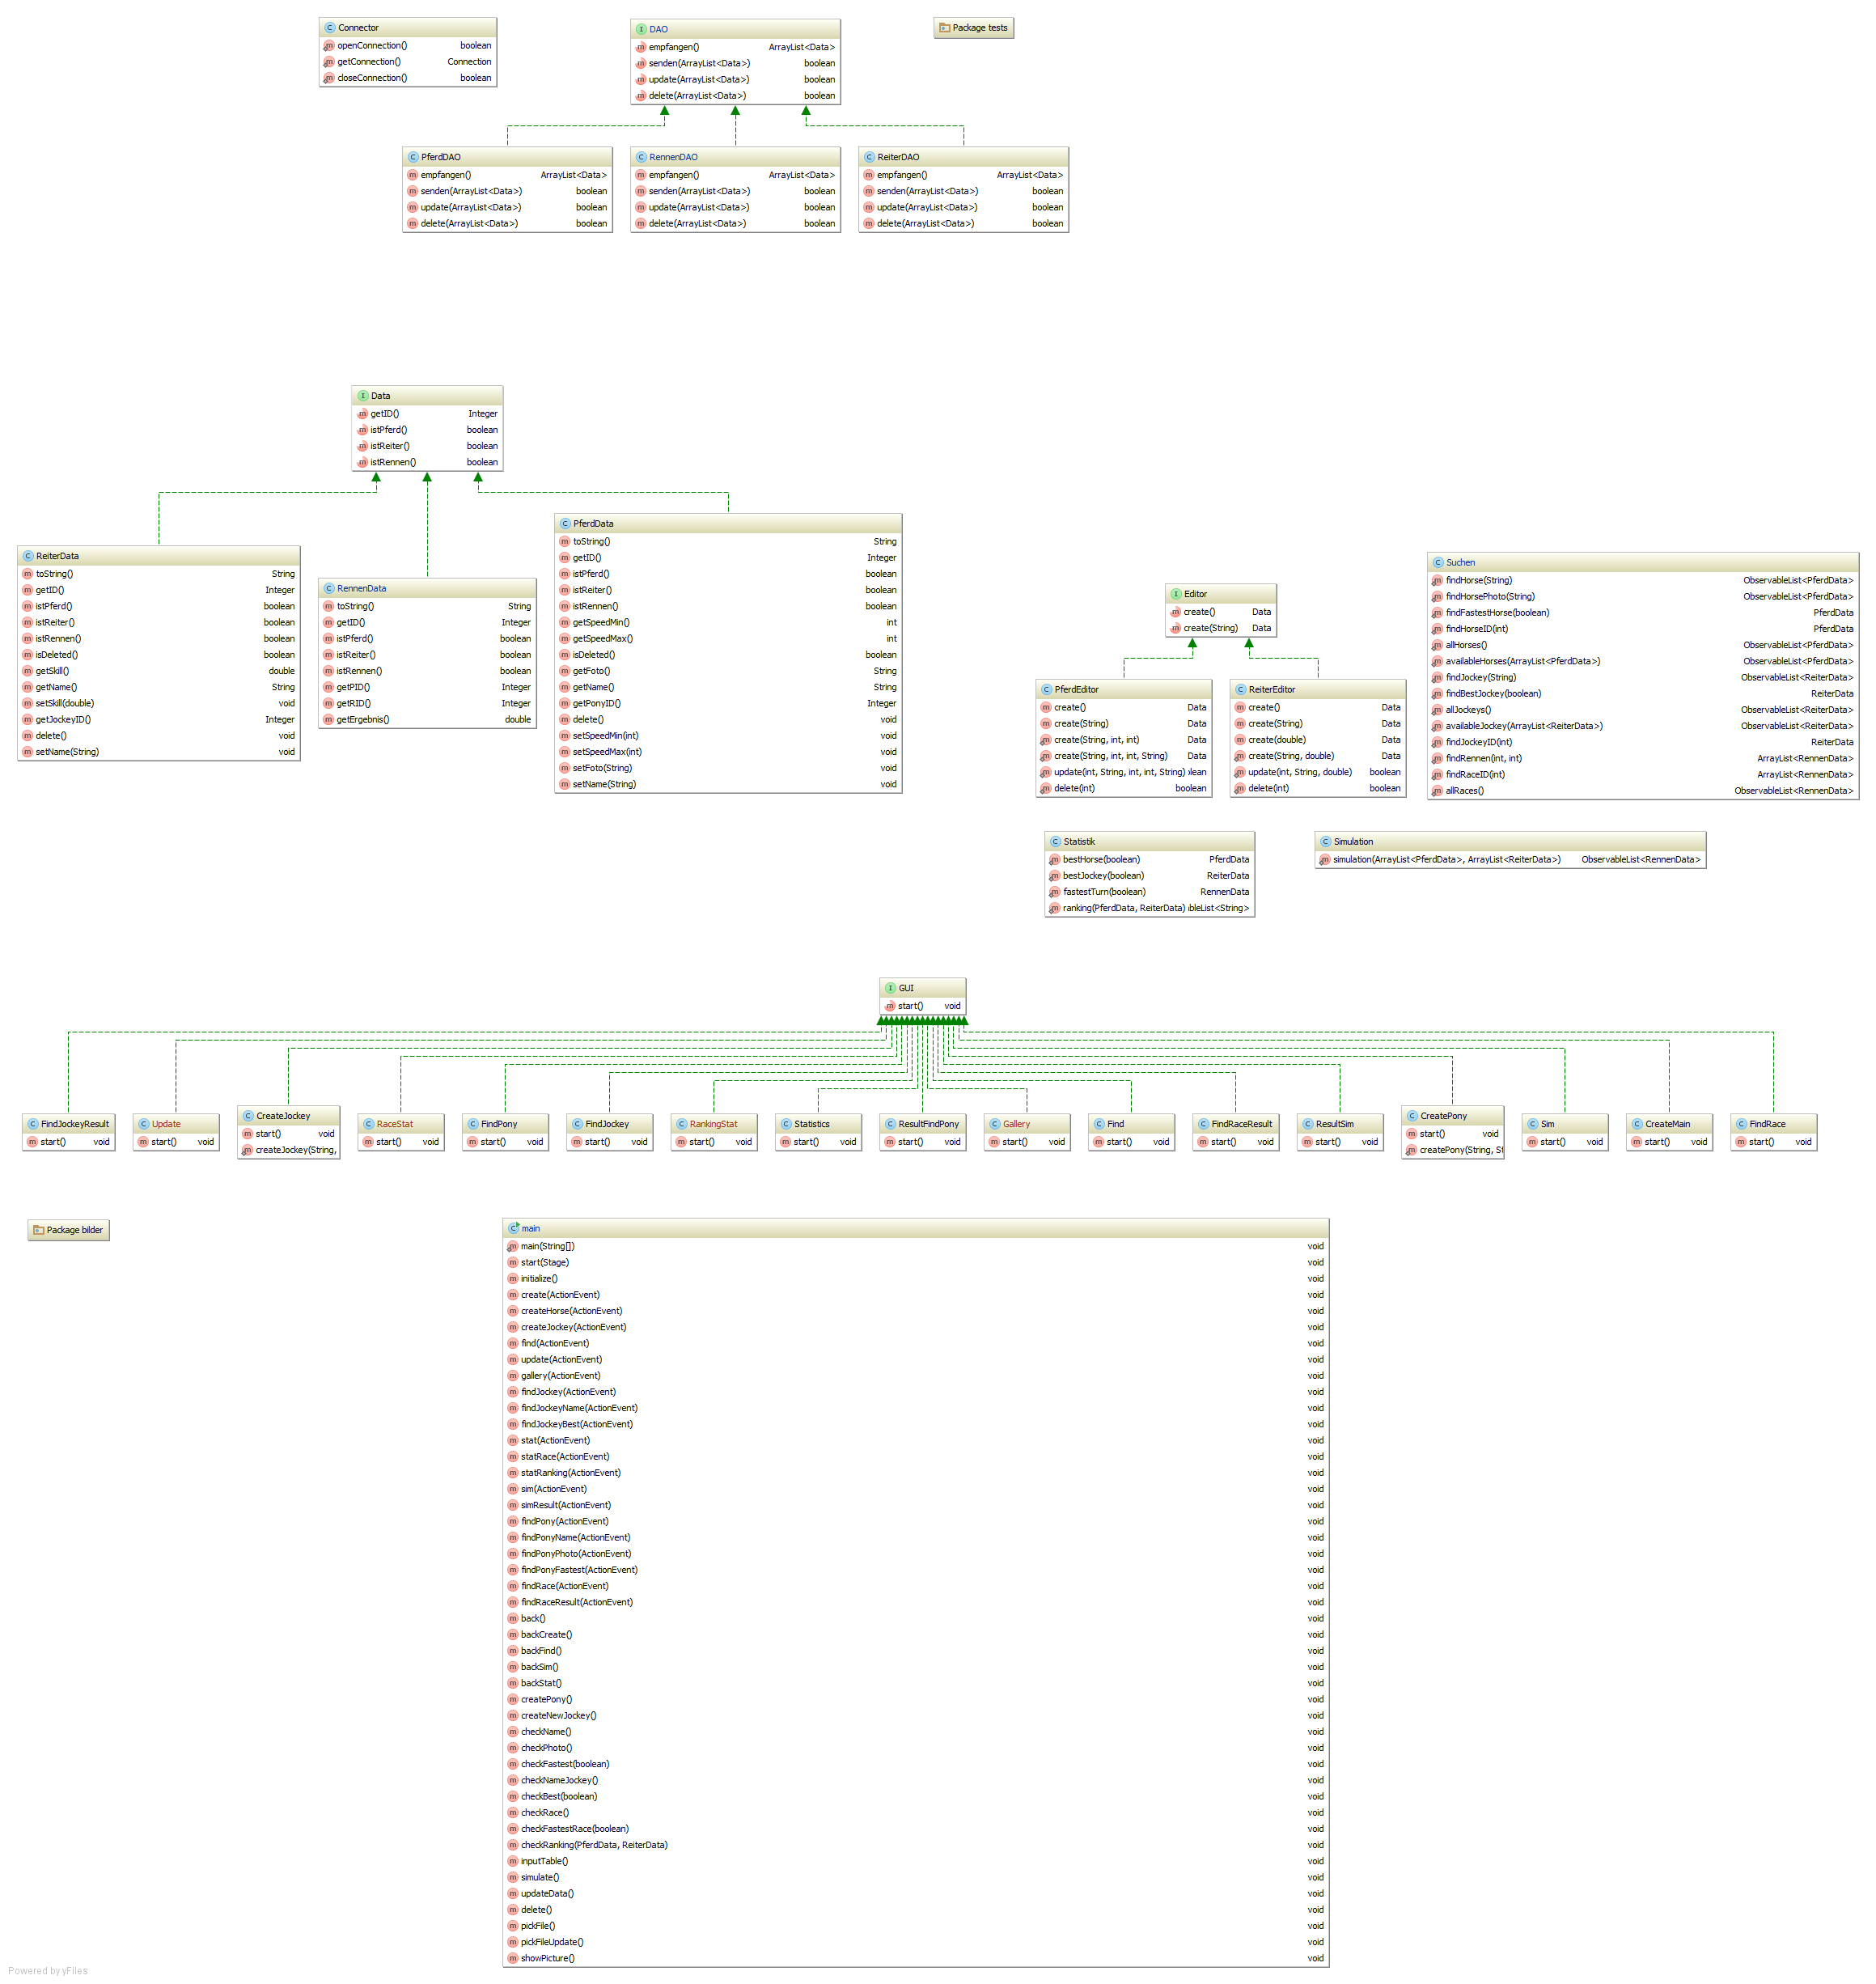 Connector
openConnection() boolean
getConnection() Connection
closeConnection() boolean
DAO
empfangen() ArrayList<Data>
senden(ArrayList<Data>) boolean
update(ArrayList<Data>) boolean
delete(ArrayList<Data>) boolean
Package tests
PferdDAO
empfangen() ArrayList<Data>
senden(ArrayList<Data>) boolean
update(ArrayList<Data>) boolean
delete(ArrayList<Data>) boolean
RennenDAO
empfangen() ArrayList<Data>
senden(ArrayList<Data>) boolean
update(ArrayList<Data>) boolean
delete(ArrayList<Data>) boolean
ReiterDAO
empfangen() ArrayList<Data>
senden(ArrayList<Data>) boolean
update(ArrayList<Data>) boolean
delete(ArrayList<Data>) boolean
Data
getID() Integer
istPferd() boolean
istReiter() boolean
istRennen() boolean
ReiterData
toString() String
getID() Integer
istPferd() boolean
istReiter() boolean
istRennen() boolean
isDeleted() boolean
getSkill() double
getName() String
setSkill(double) void
getJockeyID() Integer
delete() void
setName(String) void
RennenData
toString() String
getID() Integer
istPferd() boolean
istReiter() boolean
istRennen() boolean
getPID() Integer
getRID() Integer
getErgebnis() double
PferdData
toString() String
getID() Integer
istPferd() boolean
istReiter() boolean
istRennen() boolean
getSpeedMin() int
getSpeedMax() int
isDeleted() boolean
getFoto() String
getName() String
getPonyID() Integer
delete() void
setSpeedMin(int) void
setSpeedMax(int) void
setFoto(String) void
setName(String) void
Editor
create() Data
create(String) Data
PferdEditor
create() Data
create(String) Data
create(String, int, int) Data
create(String, int, int, String) Data
update(int, String, int, int, String) lean
delete(int) boolean
ReiterEditor
create() Data
create(String) Data
create(double) Data
create(String, double) Data
update(int, String, double) boolean
delete(int) boolean
Suchen
findHorse(String) ObservableList<PferdData>
findHorsePhoto(String) ObservableList<PferdData>
findFastestHorse(boolean) PferdData
findHorseID(int) PferdData
allHorses() ObservableList<PferdData>
availableHorses(ArrayList<PferdData>) ObservableList<PferdData>
findJockey(String) ObservableList<ReiterData>
findBestJockey(boolean) ReiterData
allJockeys() ObservableList<ReiterData>
availableJockey(ArrayList<ReiterData>) ObservableList<ReiterData>
findJockeyID(int) ReiterData
findRennen(int, int) ArrayList<RennenData>
findRaceID(int) ArrayList<RennenData>
allRaces() ObservableList<RennenData>
Statistik
bestHorse(boolean) PferdData
bestJockey(boolean) ReiterData
fastestTurn(boolean) RennenData
ranking(PferdData, ReiterData) bleList<String>
Simulation
simulation(ArrayList<PferdData>, ArrayList<ReiterData>) ObservableList<RennenData>
GUI
start() void
FindJockeyResult
start() void
Update
start() void
CreateJockey
start() void
createJockey(String,
RaceStat
start() void
FindPony
start() void
FindJockey
start() void
RankingStat
start() void
Statistics
start() void
ResultFindPony
start() void
Gallery
start() void
Find
start() void
FindRaceResult
start() void
ResultSim
start() void
CreatePony
start() void
createPony(String, St
Sim
start() void
CreateMain
start() void
FindRace
start() void
Package bilder
main
main(String[]) void
start(Stage) void
initialize() void
create(ActionEvent) void
createHorse(ActionEvent) void
createJockey(ActionEvent) void
find(ActionEvent) void
update(ActionEvent) void
gallery(ActionEvent) void
findJockey(ActionEvent) void
findJockeyName(ActionEvent) void
findJockeyBest(ActionEvent) void
stat(ActionEvent) void
statRace(ActionEvent) void
statRanking(ActionEvent) void
sim(ActionEvent) void
simResult(ActionEvent) void
findPony(ActionEvent) void
findPonyName(ActionEvent) void
findPonyPhoto(ActionEvent) void
findPonyFastest(ActionEvent) void
findRace(ActionEvent) void
findRaceResult(ActionEvent) void
back() void
backCreate() void
backFind() void
backSim() void
backStat() void
createPony() void
createNewJockey() void
checkName() void
checkPhoto() void
checkFastest(boolean) void
checkNameJockey() void
checkBest(boolean) void
checkRace() void
checkFastestRace(boolean) void
checkRanking(PferdData, ReiterData) void
inputTable() void
simulate() void
updateData() void
delete() void
pickFile() void
pickFileUpdate() void
showPicture() void
Powered by yFiles